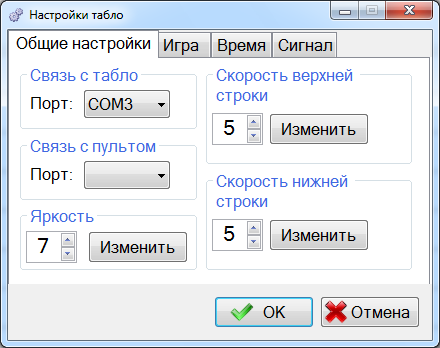 Настройки табло
Общие настройки Игра Время Сигнал
Связь с табло
Порт: COM3
Связь с пультом
Порт:
Яркость
7 Изменить
Скорость верхней
строки
5 Изменить
Скорость нижней
строки
5 Изменить
OK Отмена